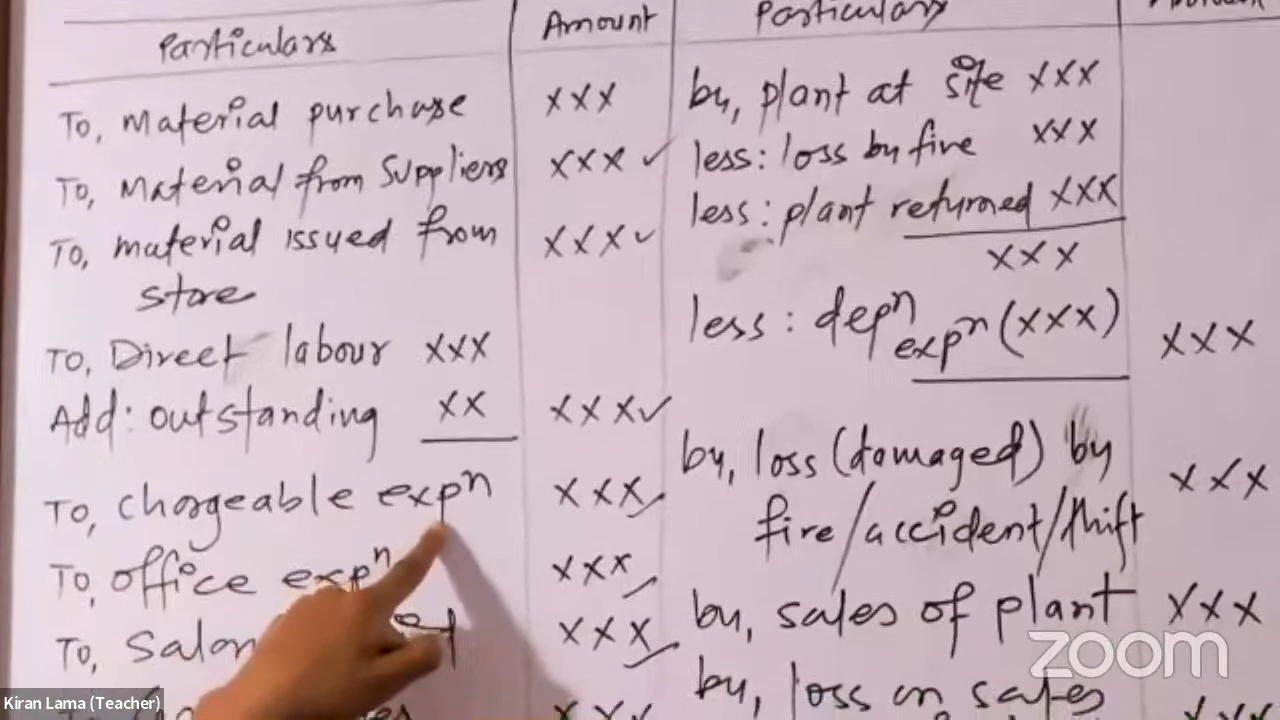 Particulars
Amount
To, Material purchase xxx
To, Material from Suppliers xxx ✓
To, material issued from xxx ✓
store
To, Direct labour xxx
Add: outstanding xx xxx ✓
To, chargeable expn xxx
To, office expn xxx
To, xxx
xxx
Particulars
by, plant at site xxx
less: loss by fire xxx
less: plant returned xxx
xxx
less: depn expn (xxx) xxx
by, loss (damaged) by xxx
fire/accident/thift
by, sales of plant xxx
by, loss on sales
zoom
Kiran Lama (Teacher)